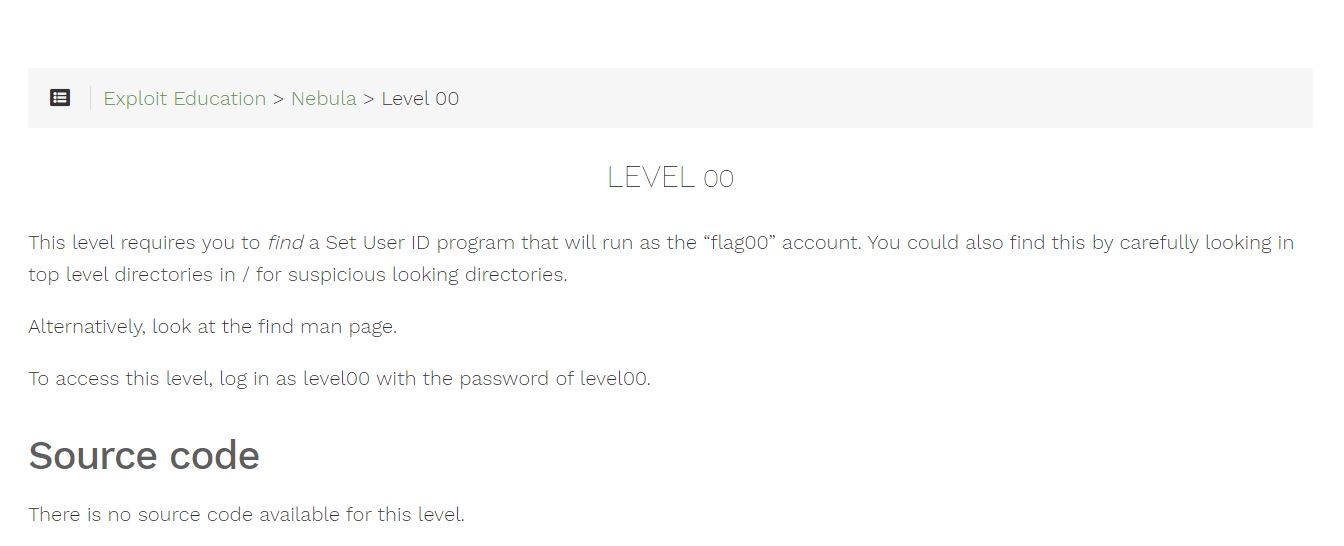 Exploit Education > Nebula > Level 00
LEVEL 00
This level requires you to find a Set User ID program that will run as the “flag00” account. You could also find this by carefully looking in
top level directories in / for suspicious looking directories.
Alternatively, look at the find man page.
To access this level, log in as level00 with the password of level00.
Source code
There is no source code available for this level.